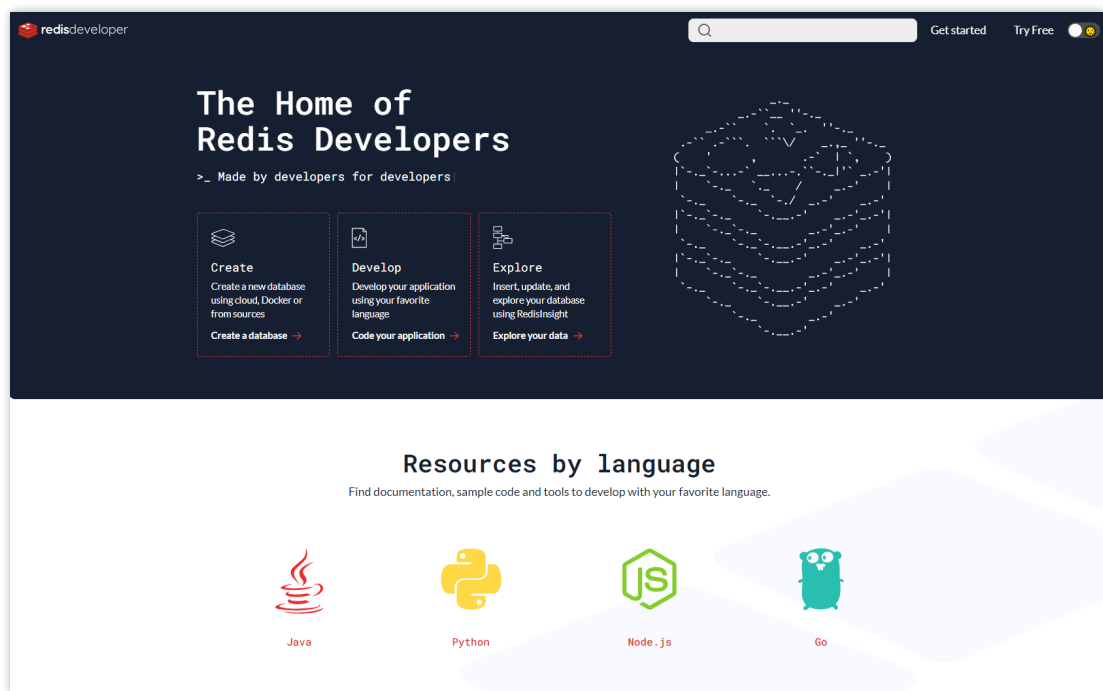 redisdeveloper
Get started
Try Free
The Home of
Redis Developers
>_ Made by developers for developers
Create
Create a new database
using cloud, Docker or
from sources
Create a database →
Develop
Develop your application
using your favorite
language
Code your application →
Explore
Insert, update, and
explore your database
using RedisInsight
Explore your data →
Resources by language
Find documentation, sample code and tools to develop with your favorite language.
JS
Java
Python
Node.js
Go